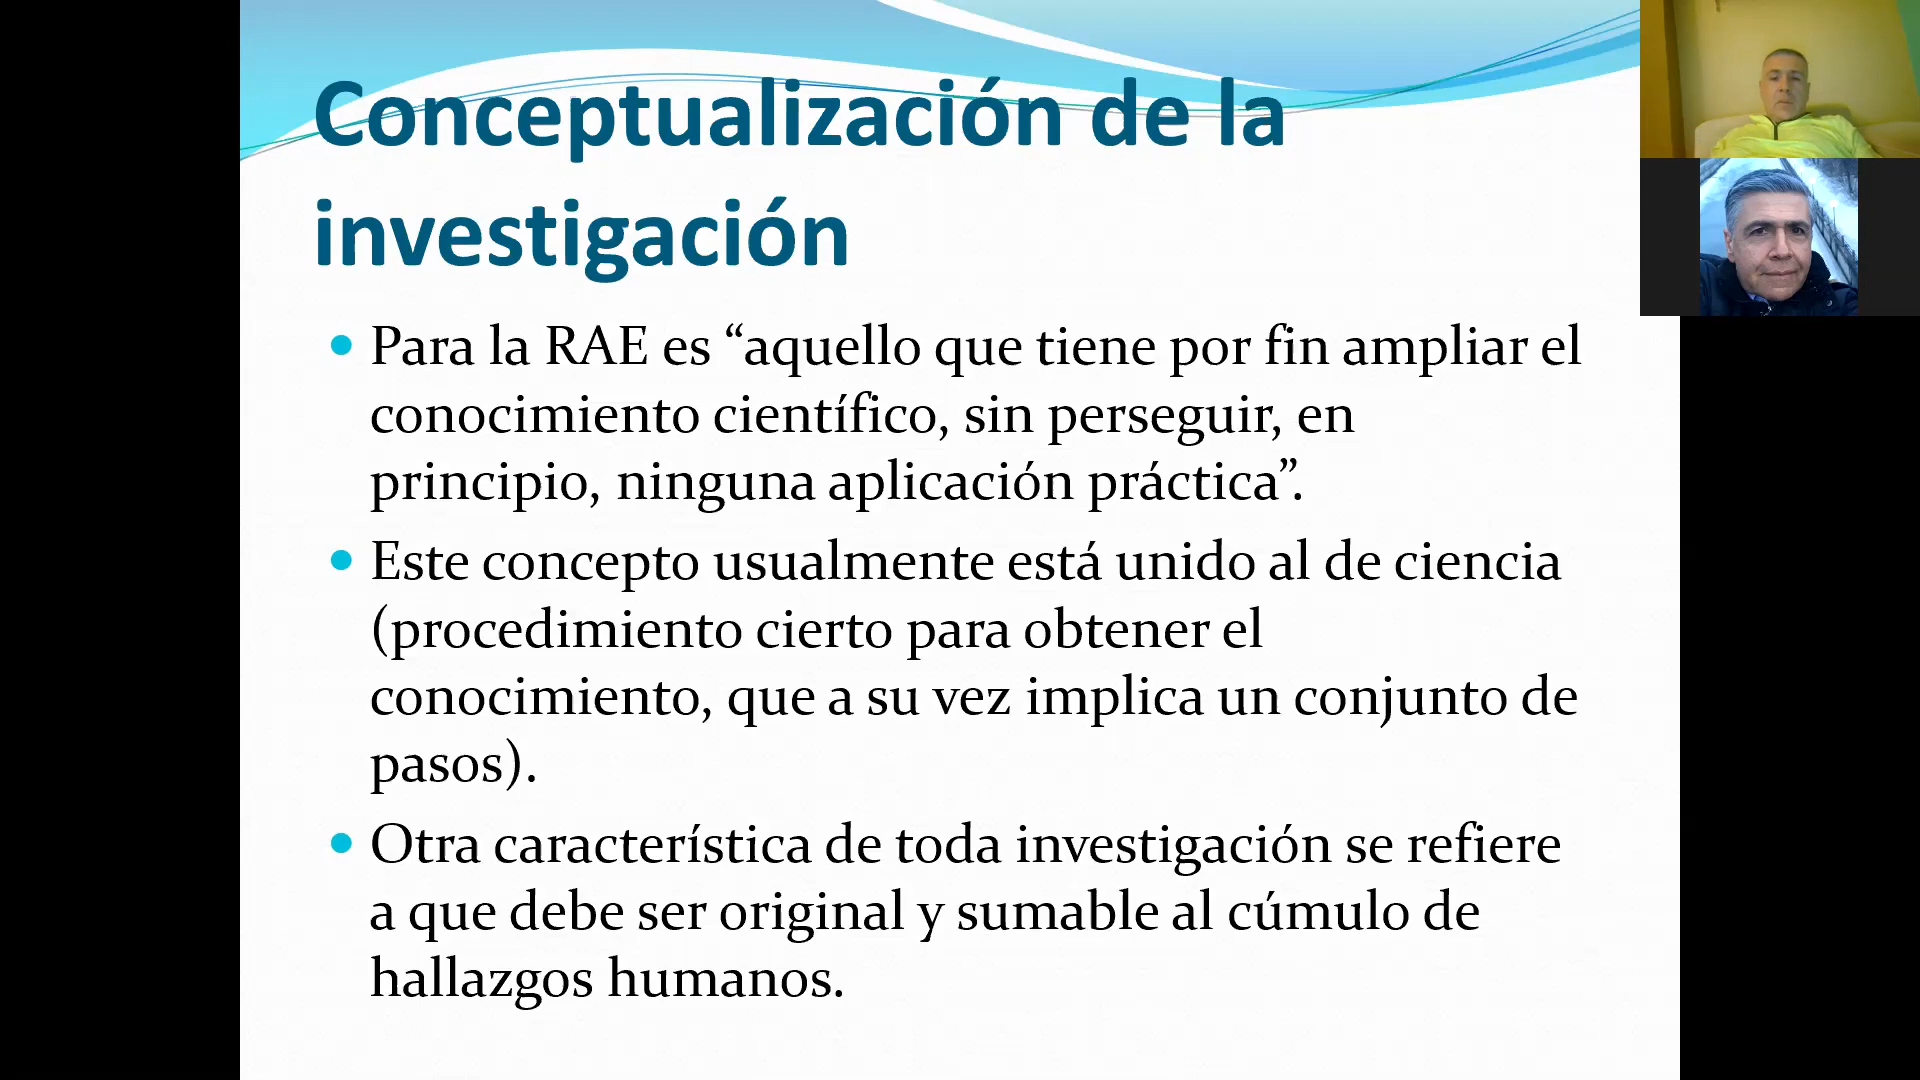 Conceptualización de la
investigación
• Para la RAE es “aquello que tiene por fin ampliar el
conocimiento científico, sin perseguir, en
principio, ninguna aplicación práctica”.
• Este concepto usualmente está unido al de ciencia
(procedimiento cierto para obtener el
conocimiento, que a su vez implica un conjunto de
pasos).
• Otra característica de toda investigación se refiere
a que debe ser original y sumable al cúmulo de
hallazgos humanos.